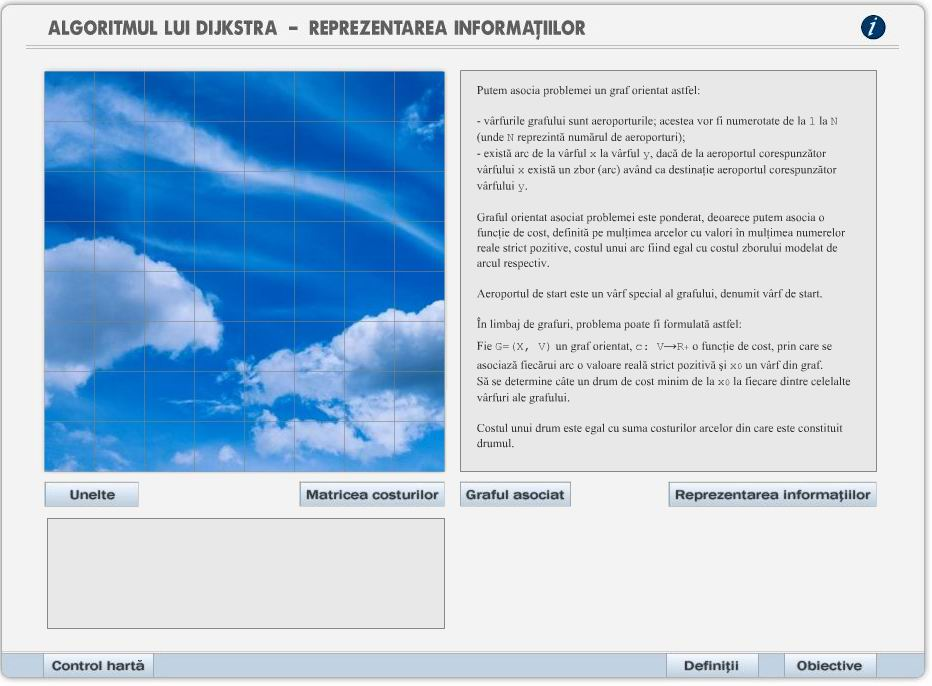 ALGORITMUL LUI DIJKSTRA – REPREZENTAREA INFORMAȚIILOR
i
Putem asocia problemei un graf orientat astfel:
- vârfurile grafului sunt aeroporturile; acestea vor fi numerotate de la 1 la N
(unde N reprezintă numărul de aeroporturi);
- există arc de la vârful x la vârful y, dacă de la aeroportul corespunzător
vârfului x există un zbor (arc) având ca destinație aeroportul corespunzător
vârfului y.
Graful orientat asociat problemei este ponderat, deoarece putem asocia o
funcție de cost, definită pe mulțimea arcelor cu valori în mulțimea numerelor
reale strict pozitive, costul unui arc fiind egal cu costul zborului modelat de
arcul respectiv.
Aeroportul de start este un vârf special al grafului, denumit vârf de start.
În limbaj de grafuri, problema poate fi formulată astfel:
Fie G=(X, V) un graf orientat, c: V→R+ o funcție de cost, prin care se
asociază fiecărui arc o valoare reală strict pozitivă și x0 un vârf din graf.
Să se determine câte un drum de cost minim de la x0 la fiecare dintre celelalte
vârfuri ale grafului.
Costul unui drum este egal cu suma costurilor arcelor din care este constituit
drumul.
Unelte
Matricea costurilor
Graful asociat
Reprezentarea informațiilor
Control hartă
Definiții
Obiective